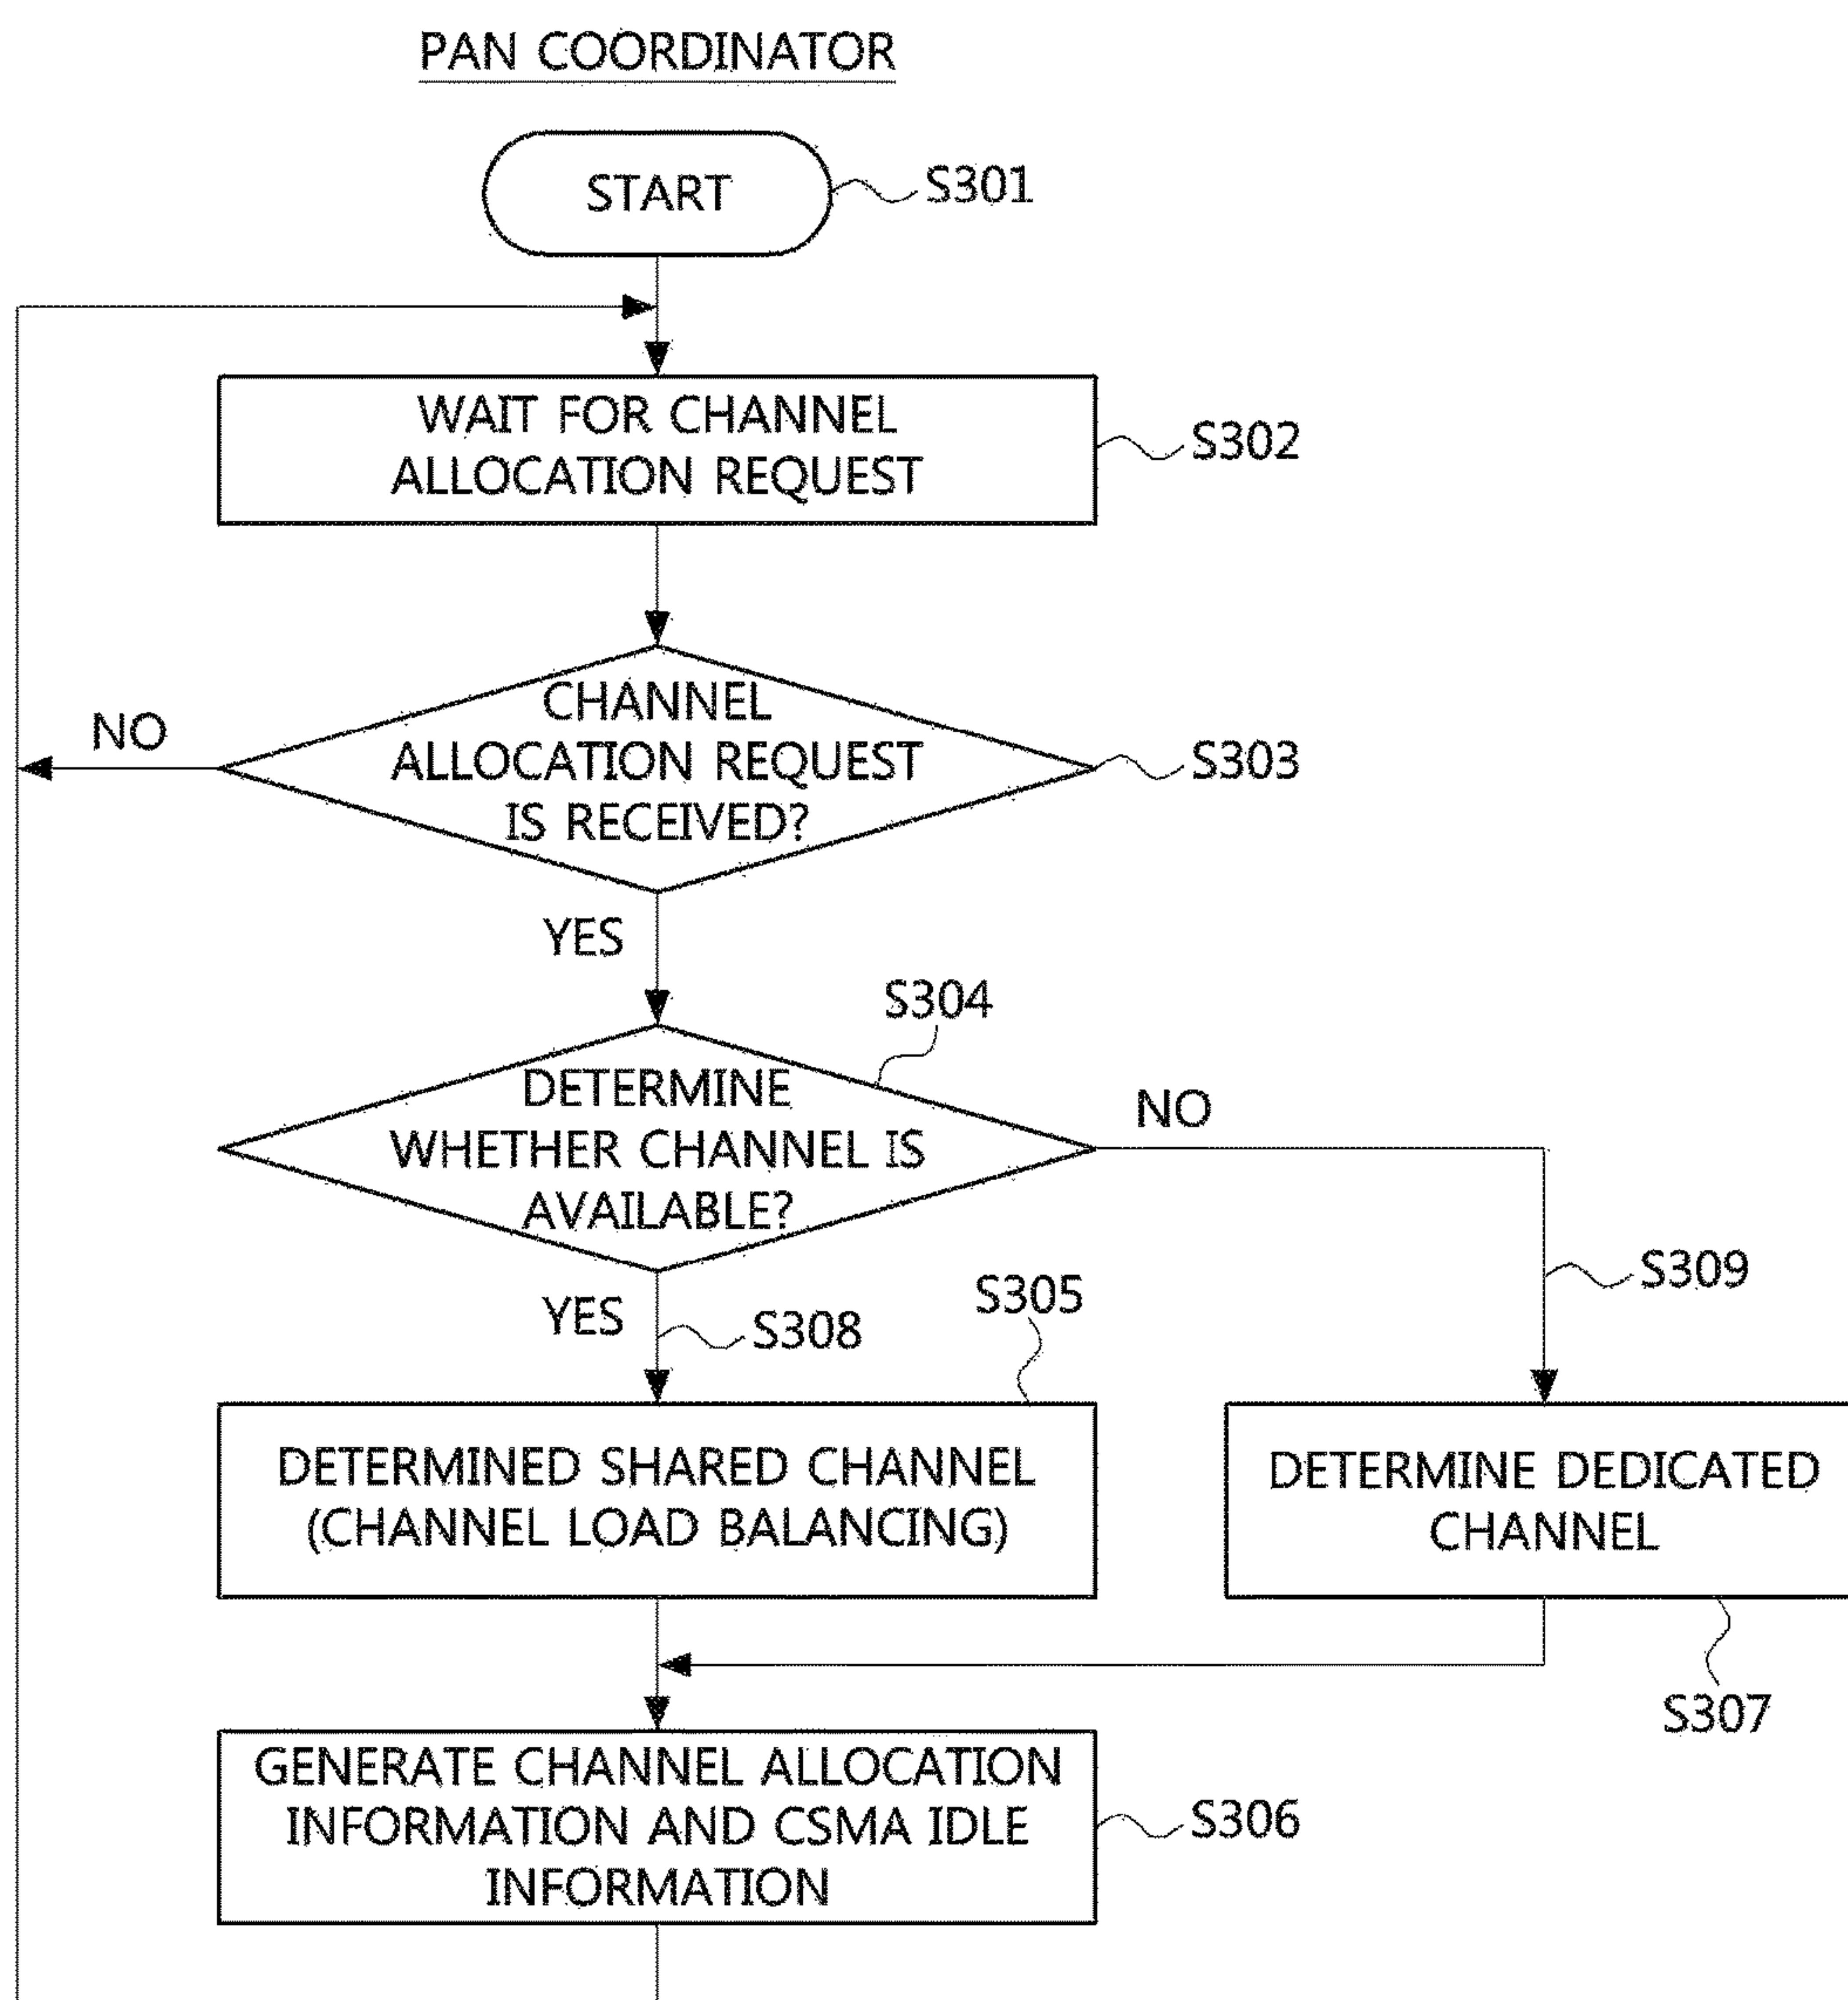 PAN COORDINATOR
START
S301
WAIT FOR CHANNEL
ALLOCATION REQUEST
S302
CHANNEL
ALLOCATION REQUEST
IS RECEIVED?
S303
NO
YES
S304
DETERMINE
WHETHER CHANNEL IS
AVAILABLE?
NO
S309
YES
S308
S305
DETERMINED SHARED CHANNEL
(CHANNEL LOAD BALANCING)
DETERMINE DEDICATED
CHANNEL
S307
GENERATE CHANNEL ALLOCATION
INFORMATION AND CSMA IDLE
INFORMATION
S306